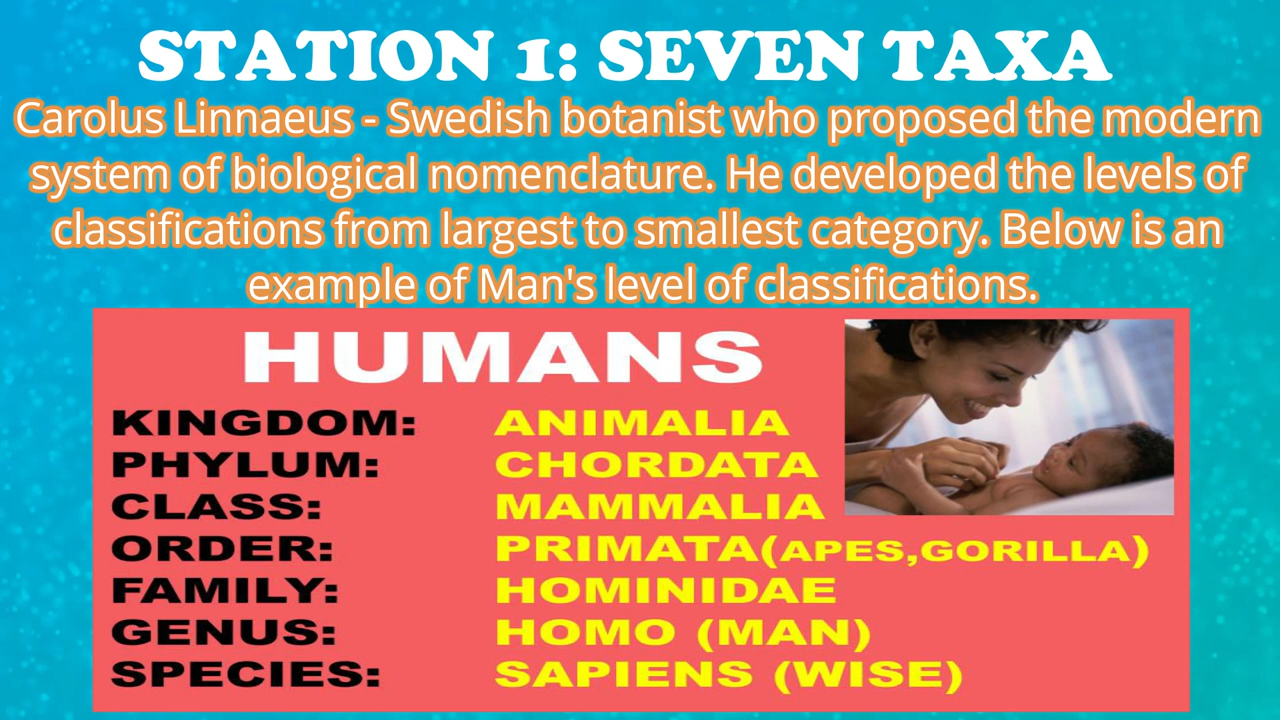 STATION 1: SEVEN TAXA
Carolus Linnaeus - Swedish botanist who proposed the modern
system of biological nomenclature. He developed the levels of
classifications from largest to smallest category. Below is an
example of Man's level of classifications.
HUMANS
KINGDOM: ANIMALIA
PHYLUM: CHORDATA
CLASS: MAMMALIA
ORDER: PRIMATA(APES,GORILLA)
FAMILY: HOMINIDAE
GENUS: HOMO (MAN)
SPECIES: SAPIENS (WISE)